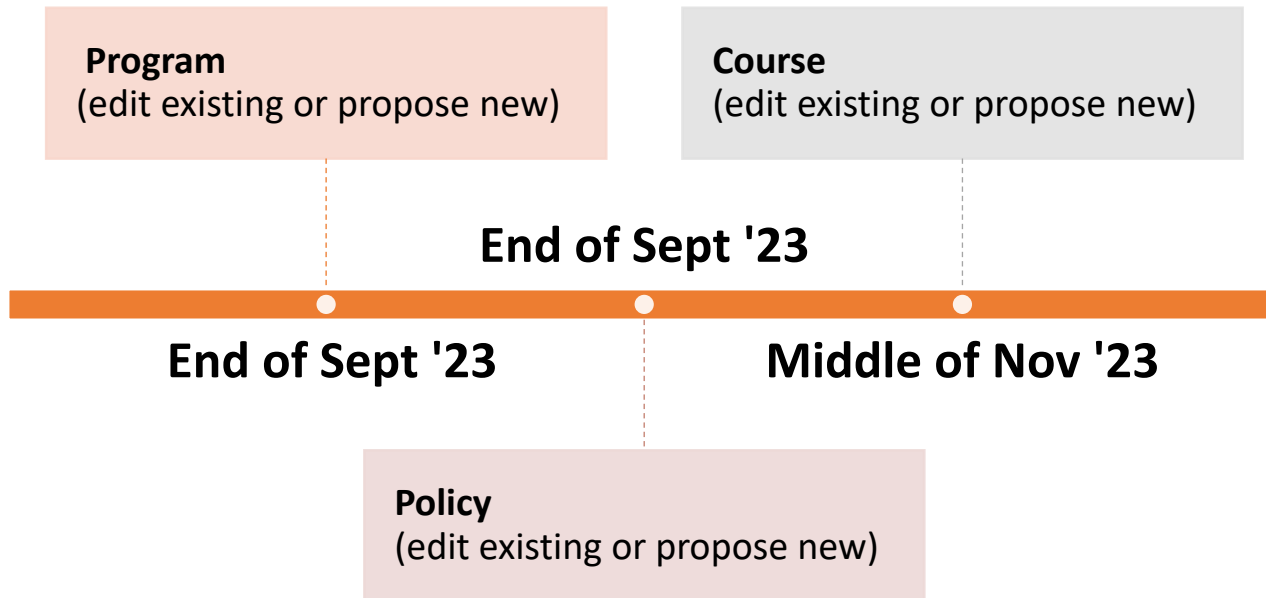 Program
(edit existing or propose new)
Course
(edit existing or propose new)
End of Sept '23
End of Sept '23
Middle of Nov '23
Policy
(edit existing or propose new)